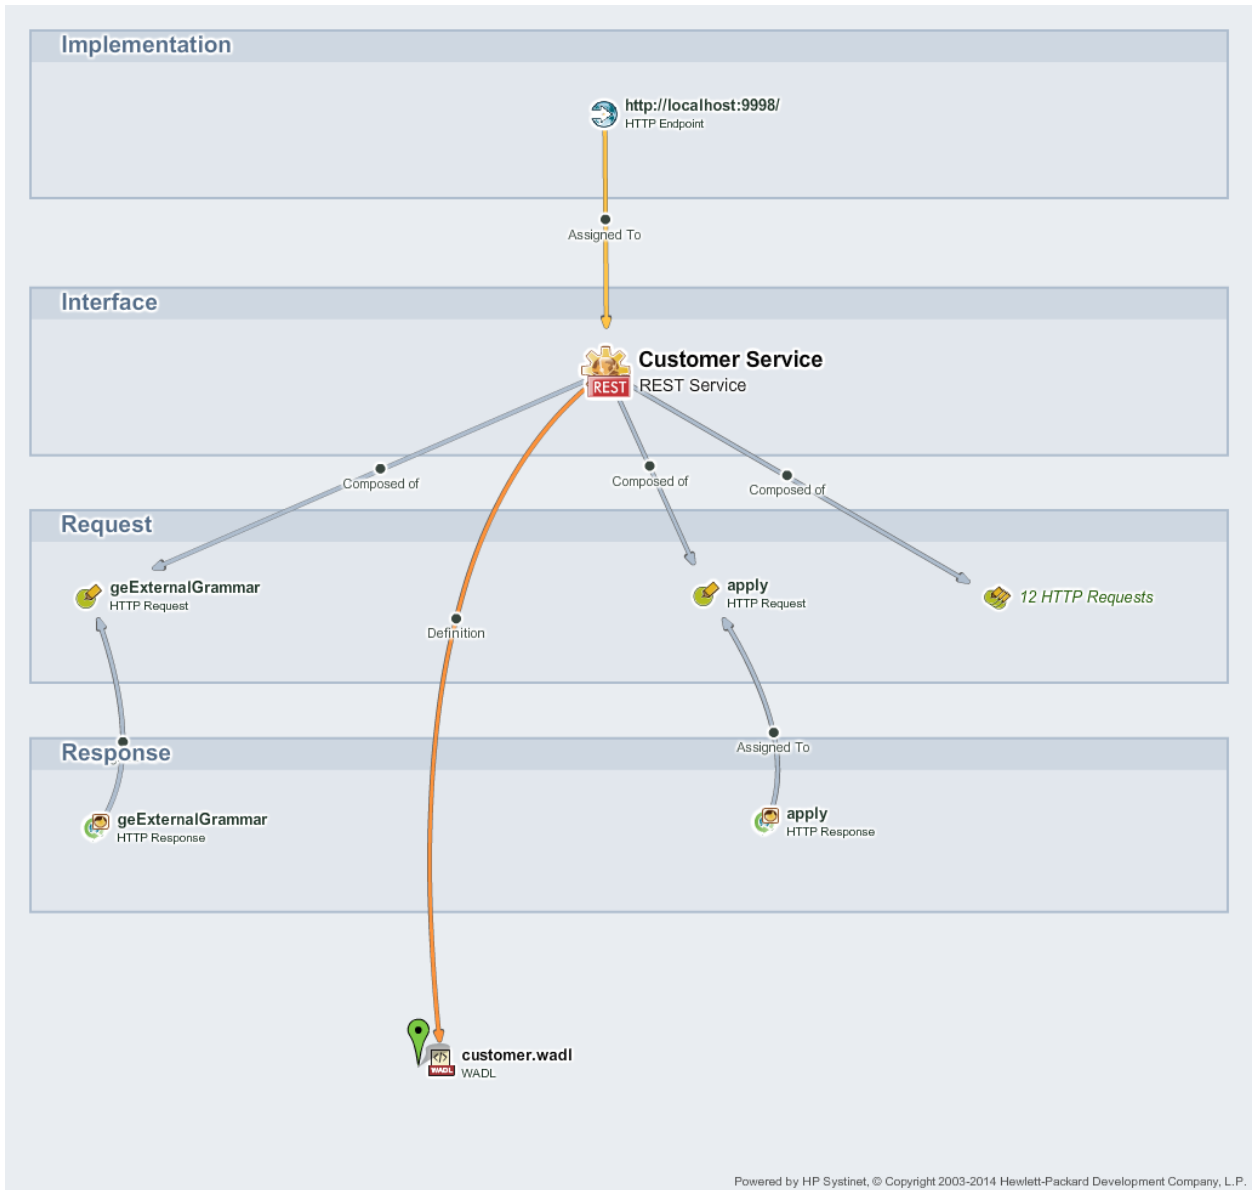 Implementation
http://localhost:9998/
HTTP Endpoint
Assigned To
Interface
Customer Service
REST
REST Service
Composed of
Composed of
Composed of
Request
geExternalGrammar
HTTP Request
apply
HTTP Request
12 HTTP Requests
Definition
Response
Assigned To
geExternalGrammar
HTTP Response
apply
HTTP Response
customer.wadl
WADL
WADL
Powered by HP Systinet, © Copyright 2003-2014 Hewlett-Packard Development Company, L.P.